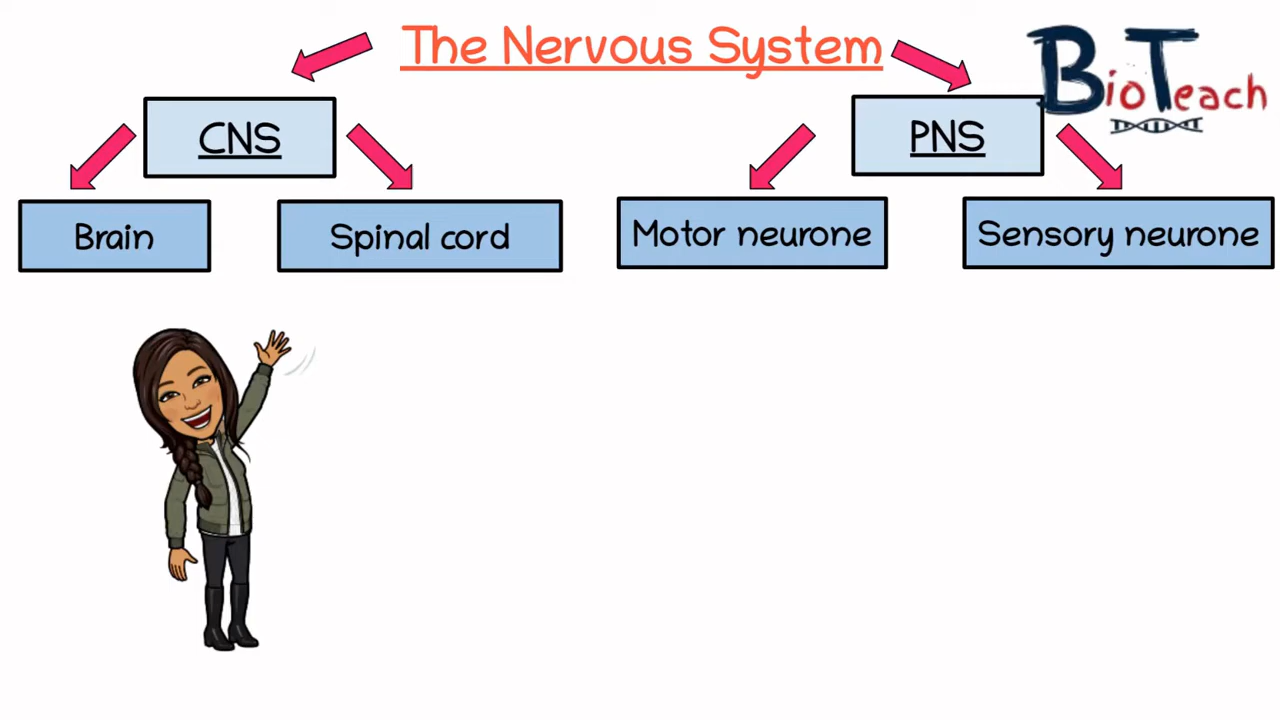 The Nervous System
BioTeach
CNS
PNS
Brain
Spinal cord
Motor neurone
Sensory neurone